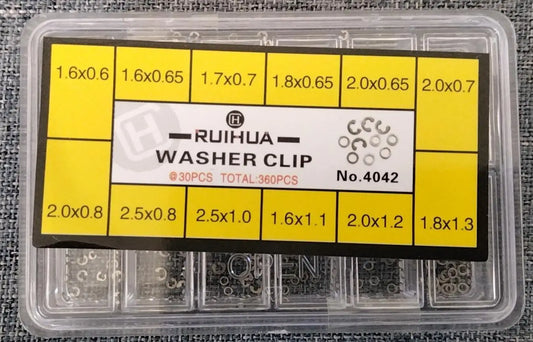 1.6x0.6 1.6x0.65 1.7x0.7 1.8x0.65 2.0x0.65 2.0x0.7
H
RUIHUA
WASHER CLIP
@30PCS TOTAL:360PCS
No.4042
2.0x0.8 2.5x0.8 2.5x1.0 1.6x1.1 2.0x1.2 1.8x1.3
OPEN